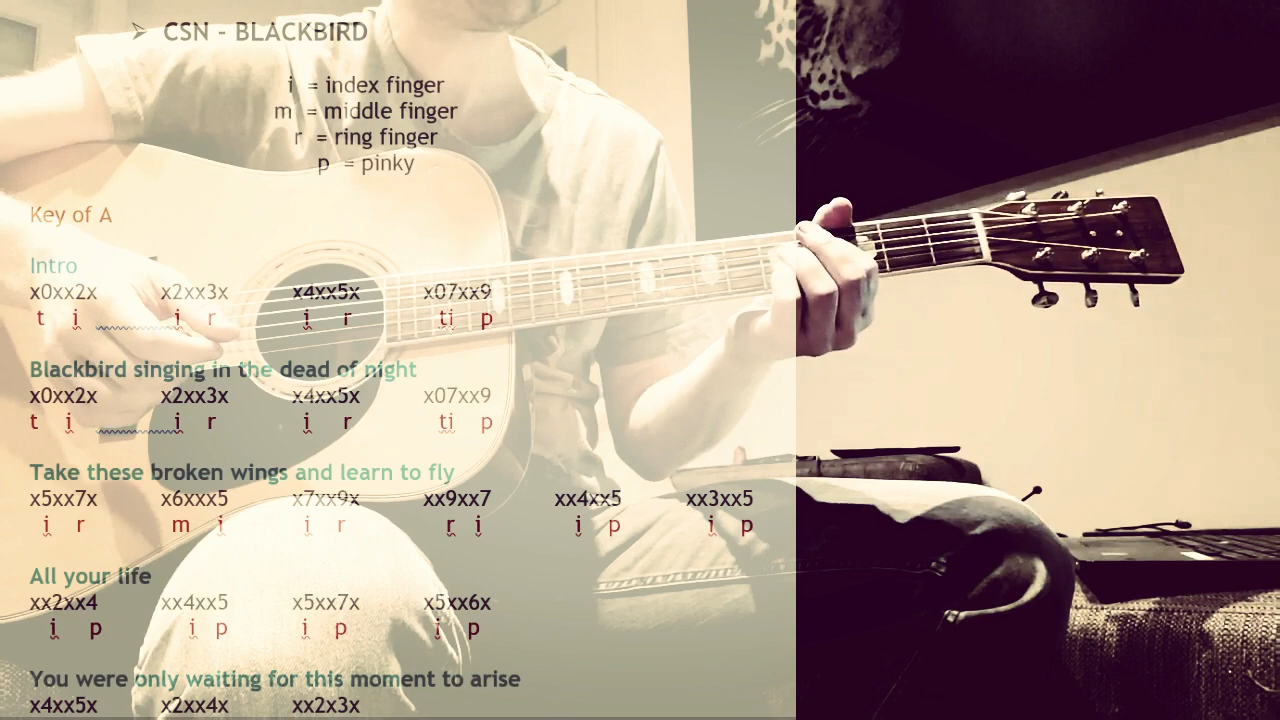 ➢ CSN - BLACKBIRD
i = index finger
m = middle finger
r = ring finger
p = pinky
Key of A
Intro
x0xx2x x2xx3x x4xx5x x07xx9
t i i r i r ti p
Blackbird singing in the dead of night
x0xx2x x2xx3x x4xx5x x07xx9
t i i r i r ti p
Take these broken wings and learn to fly
x5xx7x x6xxx5 x7xx9x xx9xx7 xx4xx5 xx3xx5
i r m i i r r i i p i p
All your life
xx2xx4 xx4xx5 x5xx7x x5xx6x
i p i p i p i p
You were only waiting for this moment to arise
x4xx5x x2xx4x xx2x3x